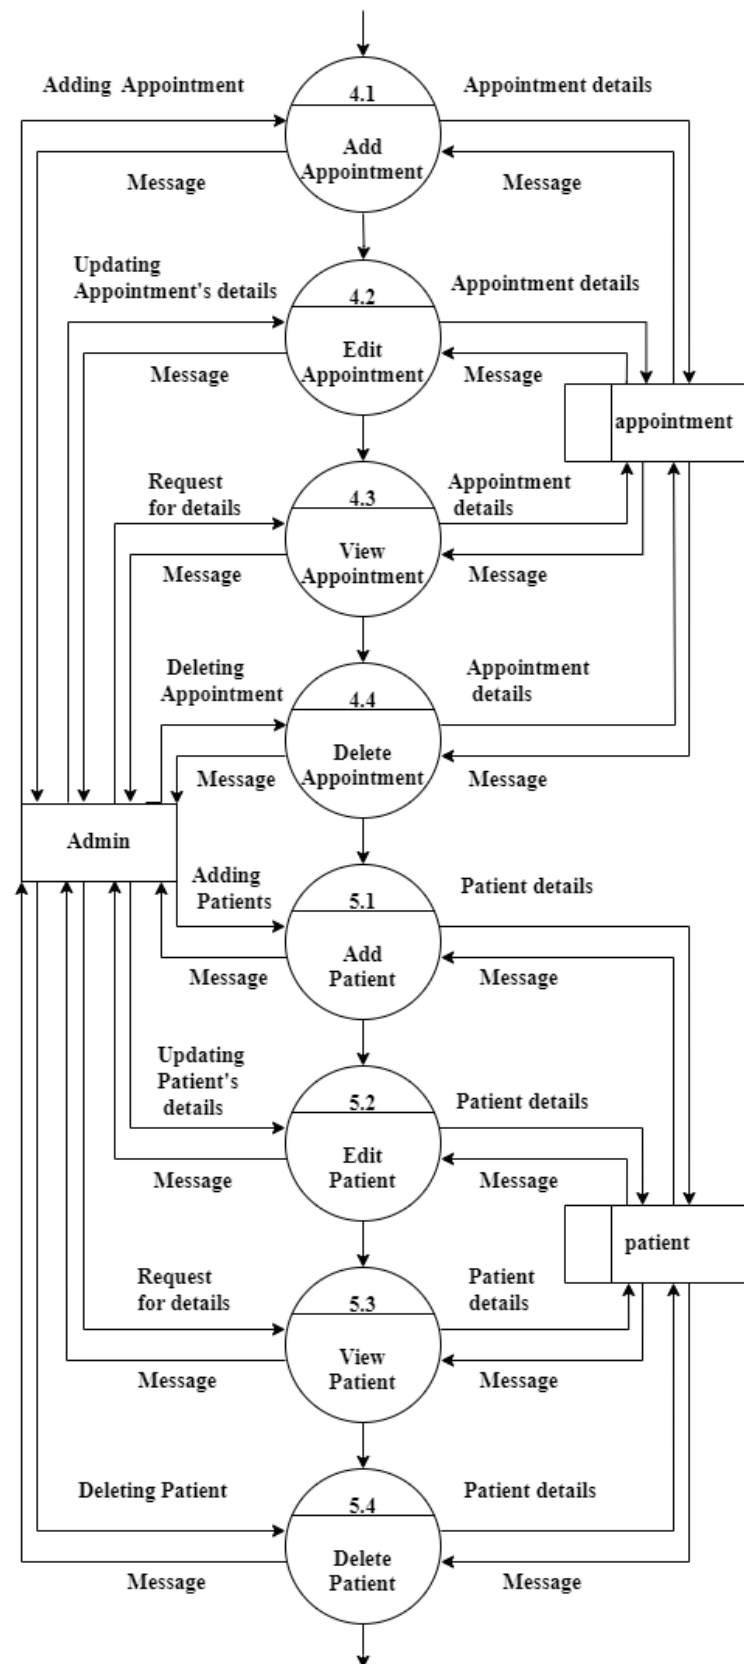 4.1
Adding  Appointment
Appointment details
Add
Appointment
Message
Message
Updating
Appointment's details
4.2
Appointment details
Edit
Appointment
Message
Message
appointment
Request
for details
4.3
Appointment
details
View
Appointment
Message
Message
Deleting
Appointment
4.4
Appointment
details
Delete
Appointment
Message
Message
Admin
Adding
Patients
5.1
Patient details
Add
Patient
Message
Message
Updating
Patient's
details
5.2
Patient details
Edit
Patient
Message
Message
patient
Request
for details
5.3
Patient
details
View
Patient
Message
Message
Deleting Patient
5.4
Patient details
Delete
Patient
Message
Message